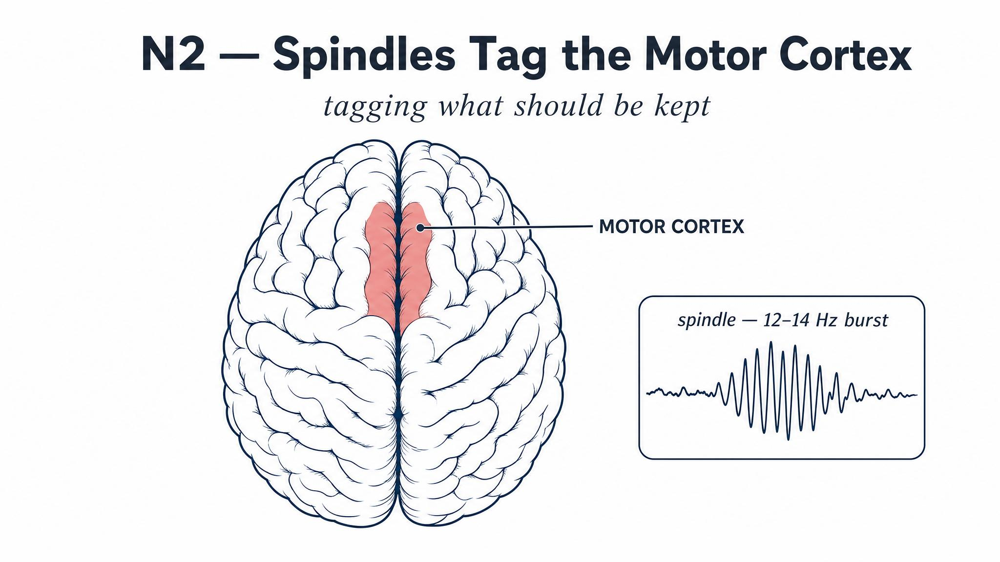 N2 — Spindles Tag the Motor Cortex
tagging what should be kept
MOTOR CORTEX
spindle — 12–14 Hz burst